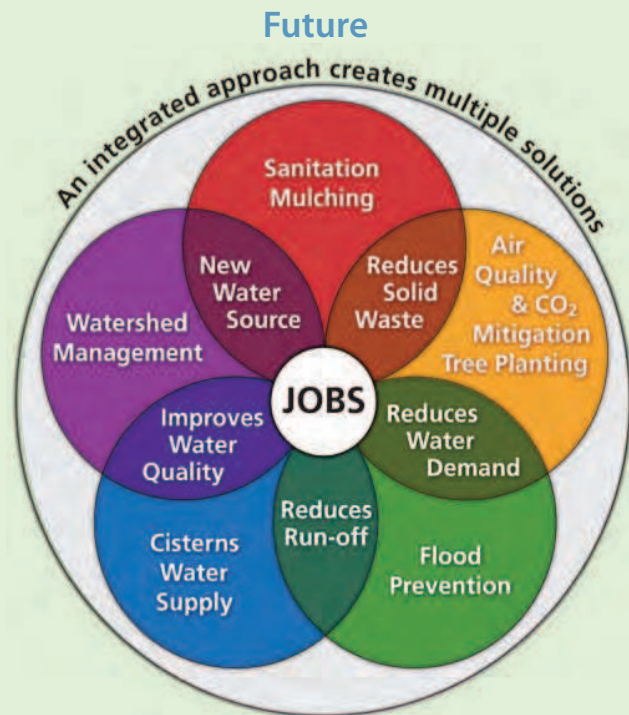 Future
An integrated approach creates multiple solutions
Sanitation
Mulching
New
Water
Source
Reduces
Solid
Waste
Air
Quality
& CO₂
Mitigation
Tree Planting
Watershed
Management
JOBS
Improves
Water
Quality
Reduces
Water
Demand
Reduces
Run-off
Cisterns
Water
Supply
Flood
Prevention